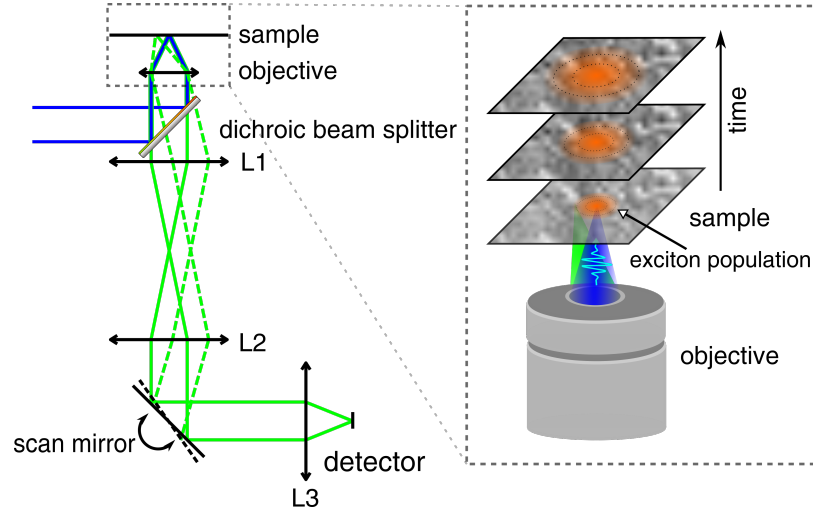 sample
objective
dichroic beam splitter
L1
L2
scan mirror
detector
L3
time
sample
exciton population
objective